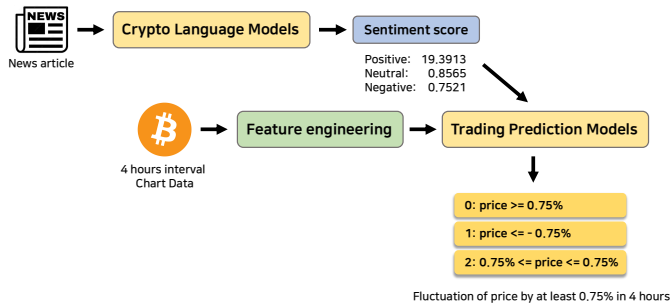 NEWS
News article
Crypto Language Models
Sentiment score
Positive: 19.3913
Neutral: 0.8565
Negative: 0.7521
4 hours interval
Chart Data
Feature engineering
Trading Prediction Models
0: price >= 0.75%
1: price <= - 0.75%
2: 0.75% <= price <= 0.75%
Fluctuation of price by at least 0.75% in 4 hours